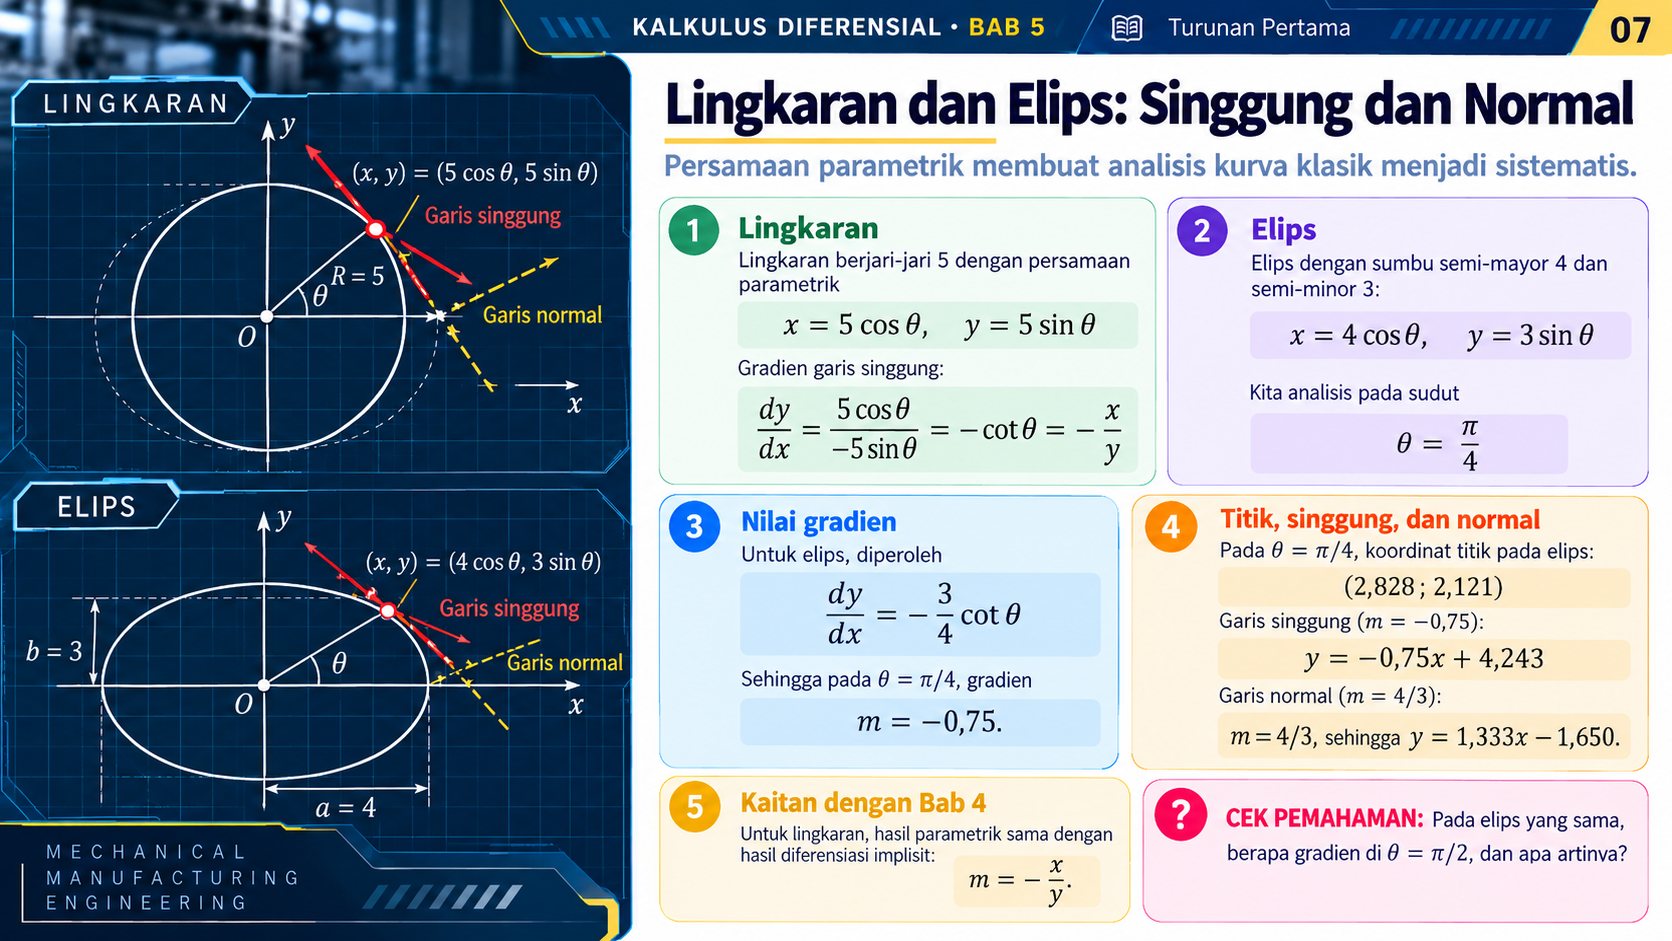 KALKULUS DIFERENSIAL • BAB 5
Turunan Pertama
07
LINGKARAN
y
(x, y) = (5 cos θ, 5 sin θ)
Garis singgung
R = 5
θ
O
Garis normal
x
ELIPS
y
(x, y) = (4 cos θ, 3 sin θ)
Garis singgung
b = 3
θ
Garis normal
O
x
a = 4
MECHANICAL
MANUFACTURING
ENGINEERING
Lingkaran dan Elips: Singgung dan Normal
Persamaan parametrik membuat analisis kurva klasik menjadi sistematis.
1
Lingkaran
Lingkaran berjari-jari 5 dengan persamaan
parametrik
x = 5 cos θ, y = 5 sin θ
Gradien garis singgung:
dy/dx = 5 cos θ/−5 sin θ = − cot θ = − x/y
2
Elips
Elips dengan sumbu semi-mayor 4 dan
semi-minor 3:
x = 4 cos θ, y = 3 sin θ
Kita analisis pada sudut
θ = π/4
3
Nilai gradien
Untuk elips, diperoleh
dy/dx = − 3/4 cot θ
Sehingga pada θ = π/4, gradien
m = −0,75.
4
Titik, singgung, dan normal
Pada θ = π/4, koordinat titik pada elips:
(2,828 ; 2,121)
Garis singgung (m = −0,75):
y = −0,75x + 4,243
Garis normal (m = 4/3):
m = 4/3, sehingga y = 1,333x − 1,650.
5
Kaitan dengan Bab 4
Untuk lingkaran, hasil parametrik sama dengan
hasil diferensiasi implisit:
m = − x/y.
?
CEK PEMAHAMAN: Pada elips yang sama,
berapa gradien di θ = π/2, dan apa artinva?